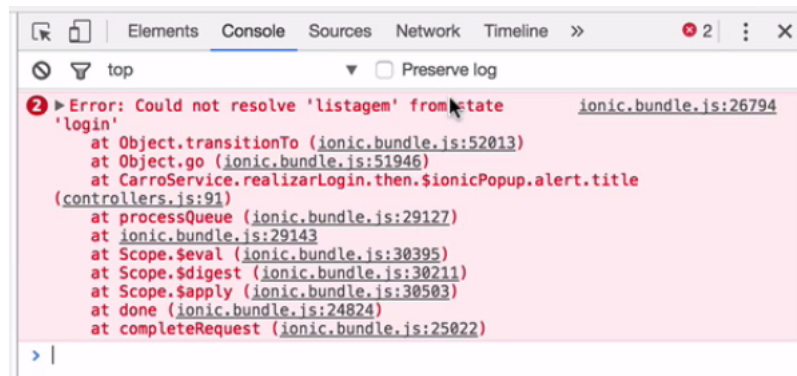 Elements Console Sources Network Timeline » 2
top Preserve log
2 Error: Could not resolve 'listagem' from state ionic.bundle.js:26794
'login'
at Object.transitionTo (ionic.bundle.js:52013)
at Object.go (ionic.bundle.js:51946)
at CarroService.realizarLogin.then.$ionicPopup.alert.title
(controllers.js:91)
at processQueue (ionic.bundle.js:29127)
at ionic.bundle.js:29143
at Scope.$eval (ionic.bundle.js:30395)
at Scope.$digest (ionic.bundle.js:30211)
at Scope.$apply (ionic.bundle.js:30503)
at done (ionic.bundle.js:24824)
at completeRequest (ionic.bundle.js:25022)
>